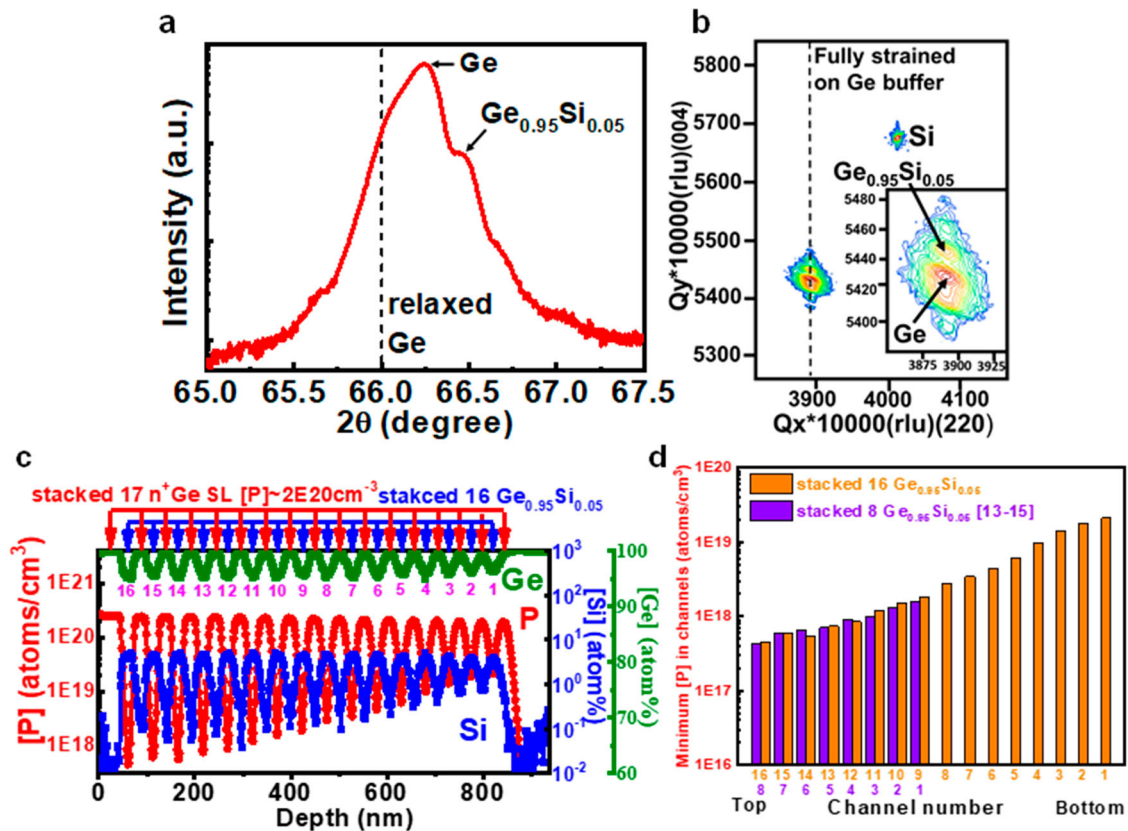 a
Intensity (a.u.)
Ge
Ge0.95Si0.05
relaxed
Ge
65.0 65.5 66.0 66.5 67.0 67.5
2θ (degree)
b
Fully strained
on Ge buffer
Si
Ge0.95Si0.05
Ge
Qy*10000(rlu)(004)
5800
5700
5600
5500
5400
5300
5480
5460
5440
5420
5400
3875 3900 3925
3900 4000 4100
Qx*10000(rlu)(220)
c
stacked 17 n+Ge SL [P]~2E20cm-3 stakced 16 Ge0.95Si0.05
Ge
16 15 14 13 12 11 10 9 8 7 6 5 4 3 2 1
P
Si
[P] (atoms/cm3)
1E21
1E20
1E19
1E18
103
102
101
100
10-1
10-2
[Si] (atom%)
100
90
80
70
60
[Ge] (atom%)
0 200 400 600 800
Depth (nm)
d
stacked 16 Ge0.95Si0.05
stacked 8 Ge0.95Si0.05 [13-15]
Minimum [P] in channels (atoms/cm3)
1E20
1E19
1E18
1E17
1E16
16 15 14 13 12 11 10 9 8 7 6 5 4 3 2 1
8 7 6 5 4 3 2 1
Top Channel number Bottom